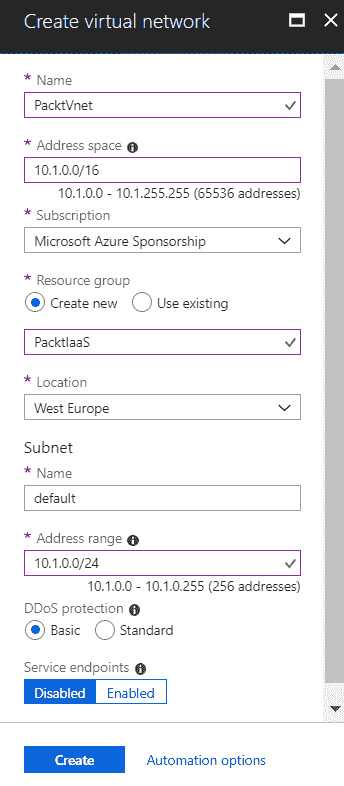 Create virtual network
* Name
PacktVnet
* Address space
10.1.0.0/16
10.1.0.0 - 10.1.255.255 (65536 addresses)
* Subscription
Microsoft Azure Sponsorship
* Resource group
Create new Use existing
PacktIaaS
* Location
West Europe
Subnet
* Name
default
* Address range
10.1.0.0/24
10.1.0.0 - 10.1.0.255 (256 addresses)
DDoS protection
Basic Standard
Service endpoints
Disabled Enabled
Create Automation options